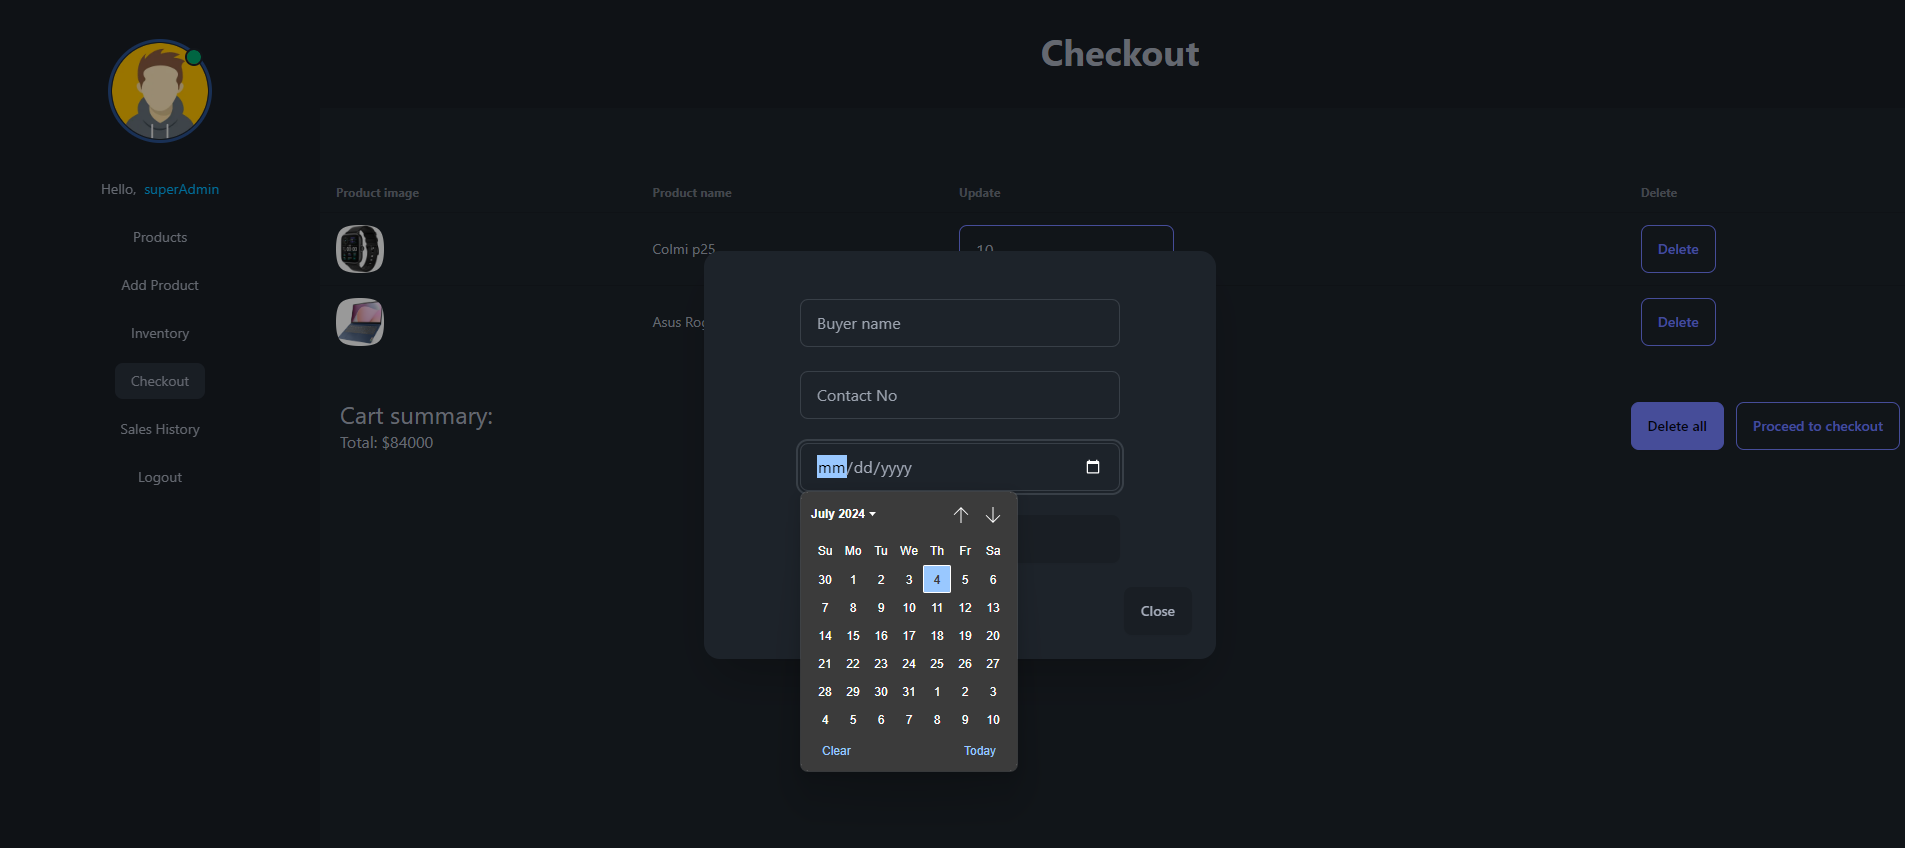 Checkout
Hello, superAdmin
Products
Add Product
Inventory
Checkout
Sales History
Logout
Product image Product name Update Delete
Colmi p25 10 Delete
Asus Rog Delete
Cart summary:
Total: $84000
Delete all Proceed to checkout
Buyer name
Contact No
mm/dd/yyyy
July 2024
Su Mo Tu We Th Fr Sa
30 1 2 3 4 5 6
7 8 9 10 11 12 13
14 15 16 17 18 19 20
21 22 23 24 25 26 27
28 29 30 31 1 2 3
4 5 6 7 8 9 10
Clear Today
Close